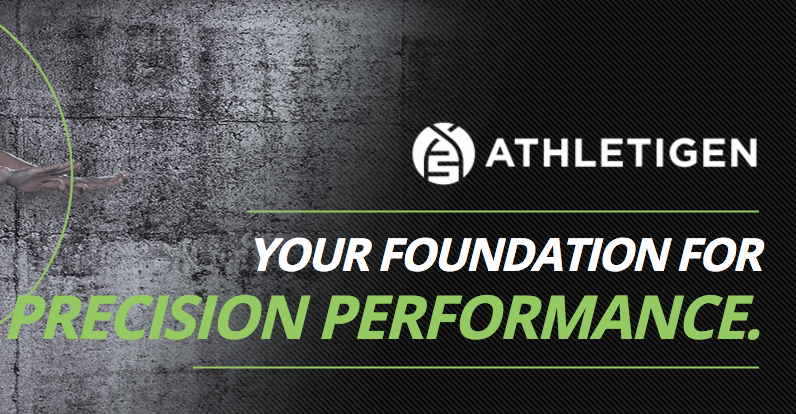 ATHLETIGEN
YOUR FOUNDATION FOR
PRECISION PERFORMANCE.